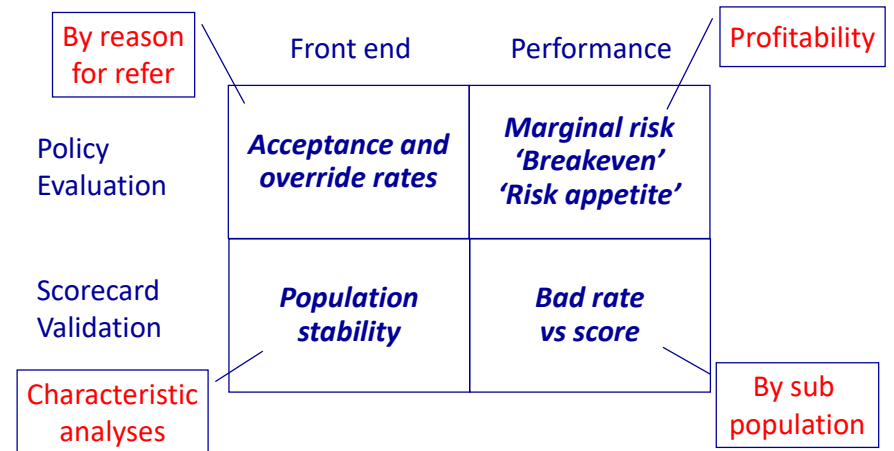 By reason
for refer
Front end
Performance
Profitability
Policy
Evaluation
Acceptance and
override rates
Marginal risk
‘Breakeven’
‘Risk appetite’
Scorecard
Validation
Population
stability
Bad rate
vs score
Characteristic
analyses
By sub
population